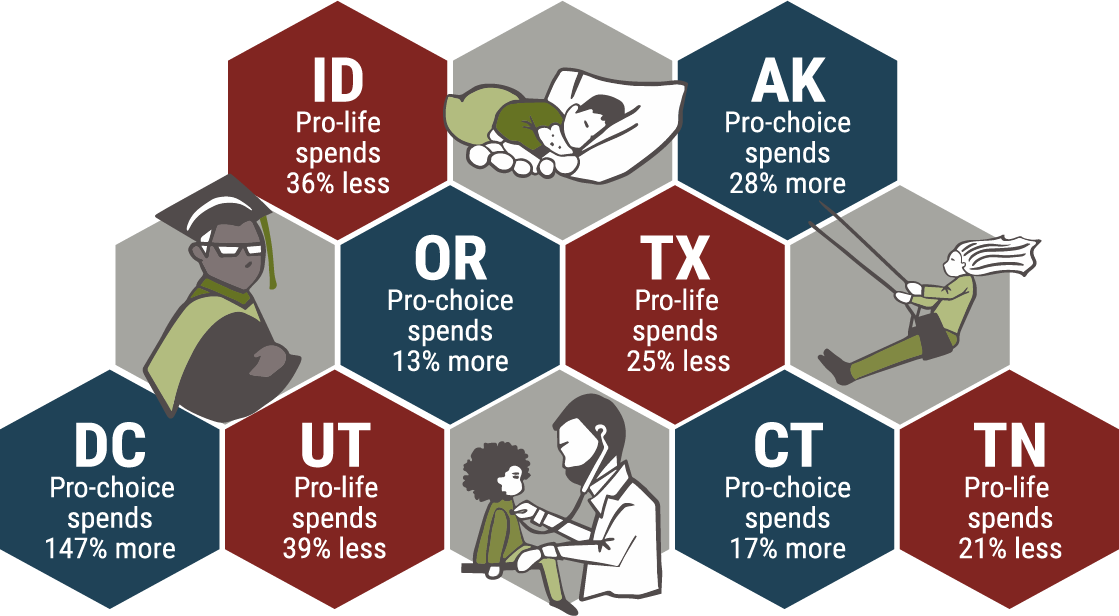 ID
Pro-life
spends
36% less
AK
Pro-choice
spends
28% more
OR
Pro-choice
spends
13% more
TX
Pro-life
spends
25% less
DC
Pro-choice
spends
147% more
UT
Pro-life
spends
39% less
CT
Pro-choice
spends
17% more
TN
Pro-life
spends
21% less